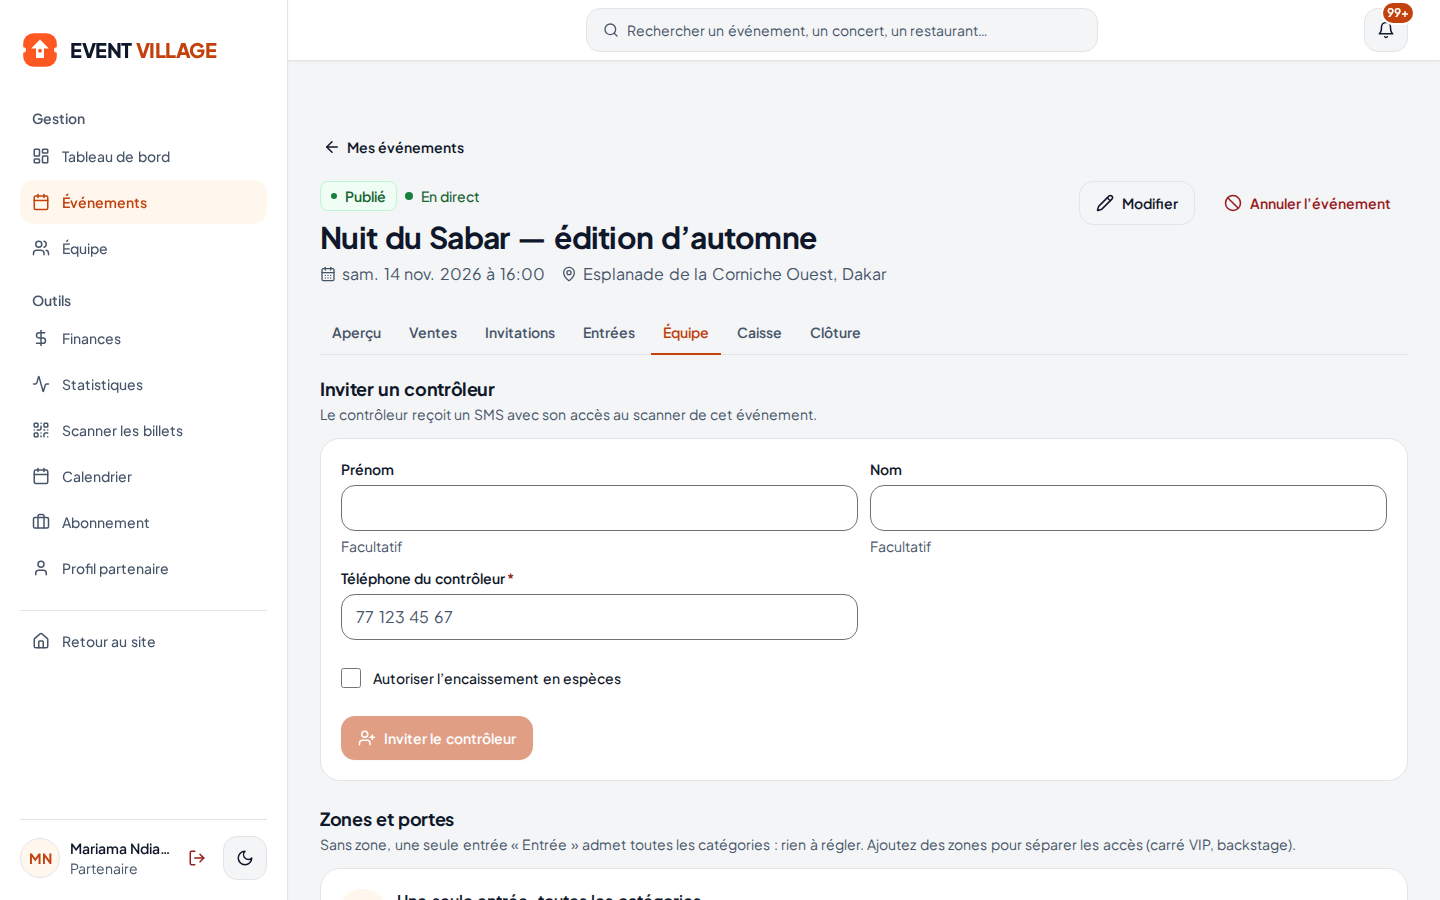 EVENT VILLAGE
Rechercher un événement, un concert, un restaurant...
99+
Gestion
Tableau de bord
Événements
Équipe
Outils
Finances
Statistiques
Scanner les billets
Calendrier
Abonnement
Profil partenaire
Retour au site
MN
Mariama Ndia...
Partenaire
Mes événements
Publié
En direct
Modifier
Annuler l’événement
Nuit du Sabar — édition d’automne
sam. 14 nov. 2026 à 16:00
Esplanade de la Corniche Ouest, Dakar
Aperçu
Ventes
Invitations
Entrées
Équipe
Caisse
Clôture
Inviter un contrôleur
Le contrôleur reçoit un SMS avec son accès au scanner de cet événement.
Prénom
Nom
Facultatif
Facultatif
Téléphone du contrôleur *
77 123 45 67
Autoriser l’encaissement en espèces
Inviter le contrôleur
Zones et portes
Sans zone, une seule entrée « Entrée » admet toutes les catégories : rien à régler. Ajoutez des zones pour séparer les accès (carré VIP, backstage).
Une seule entrée, toutes les catégories